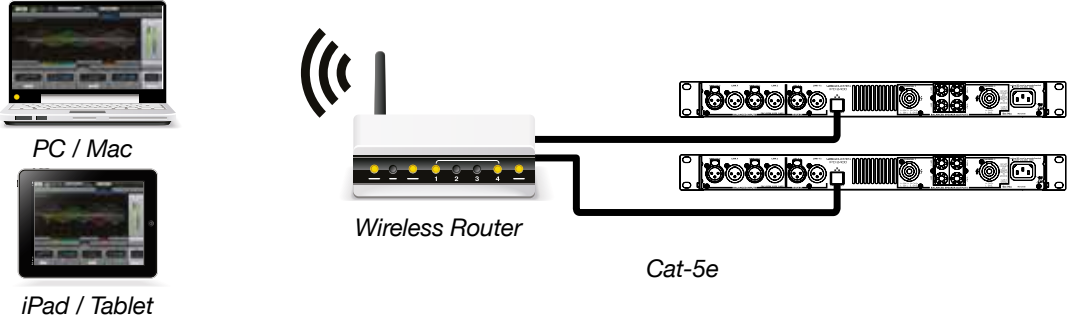 PC / Mac
iPad / Tablet
1 2 3 4
Wireless Router
Cat-5e